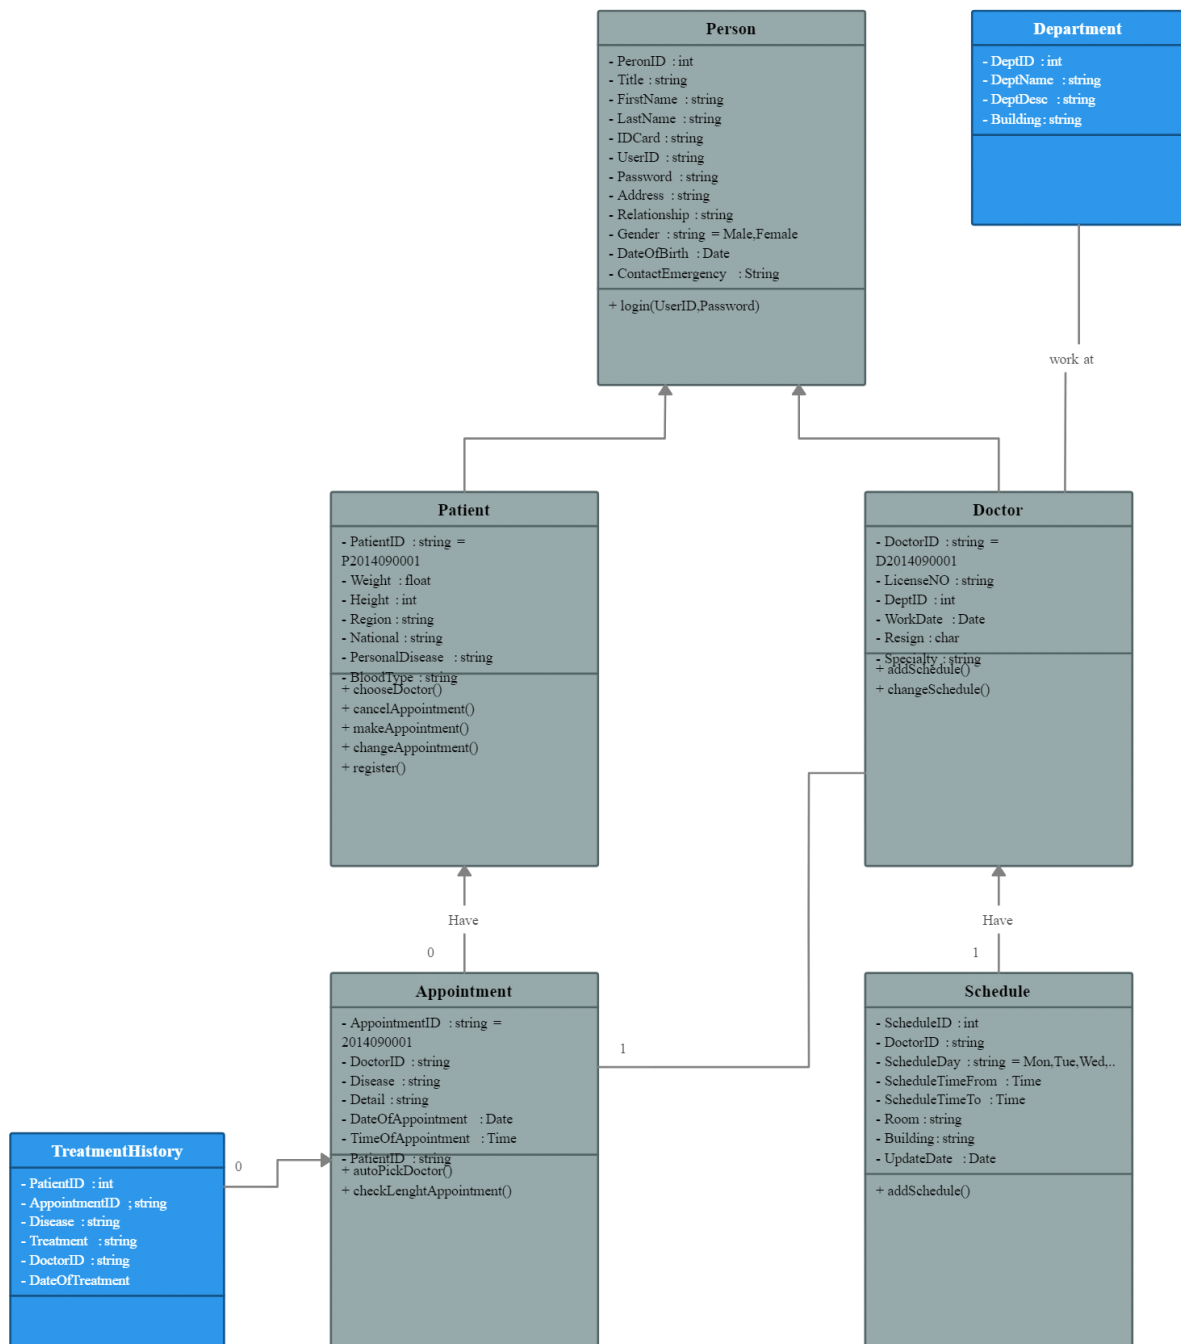 Person
- PeronID : int
- Title : string
- FirstName : string
- LastName : string
- IDCard : string
- UserID : string
- Password : string
- Address : string
- Relationship : string
- Gender : string = Male,Female
- DateOfBirth : Date
- ContactEmergency : String
+ login(UserID,Password)
Department
- DeptID : int
- DeptName : string
- DeptDesc : string
- Building : string
work at
Patient
- PatientID : string =
P2014090001
- Weight : float
- Height : int
- Region : string
- National : string
- PersonalDisease : string
- BloodType : string
+ chooseDoctor()
+ cancelAppointment()
+ makeAppointment()
+ changeAppointment()
+ register()
Doctor
- DoctorID : string =
D2014090001
- LicenseNO : string
- DeptID : int
- WorkDate : Date
- Resign : char
- Specialty : string
+ addSchedule()
+ changeSchedule()
Have
0
Have
1
Appointment
- AppointmentID : string =
2014090001
- DoctorID : string
- Disease : string
- Detail : string
- DateOfAppointment : Date
- TimeOfAppointment : Time
- PatientID : string
+ autoPickDoctor()
+ checkLenghtAppointment()
1
Schedule
- ScheduleID : int
- DoctorID : string
- ScheduleDay : string = Mon,Tue,Wed,..
- ScheduleTimeFrom : Time
- ScheduleTimeTo : Time
- Room : string
- Building : string
- UpdateDate : Date
+ addSchedule()
TreatmentHistory
- PatientID : int
- AppointmentID ; string
- Disease : string
- Treatment : string
- DoctorID : string
- DateOfTreatment
0